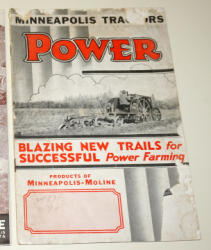 MINNEAPOLIS TRACTORS
POWER
BLAZING NEW TRAILS for
SUCCESSFUL Power Farming
PRODUCTS OF
MINNEAPOLIS-MOLINE